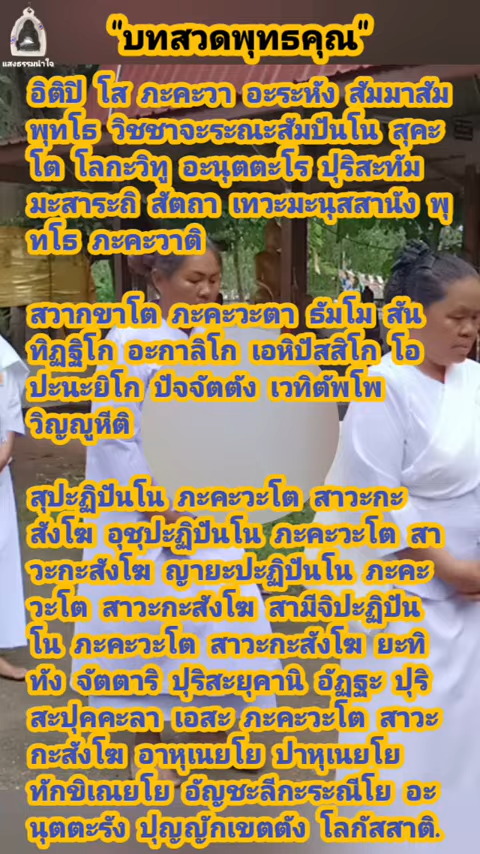 แสงธรรมนำใจ
"บทสวดพุทธคุณ"
อิติปิ โส ภะคะวา อะระหัง สัมมาสัม
พุทโธ วิชชาจะระณะสัมปันโน สุคะ
โต โลกะวิทู อะนุตตะโร ปุริสะทัม
มะสาระถิ สัตถา เทวะมะนุสสานัง พุ
ทโธ ภะคะวาติ
สวากขาโต ภะคะวะตา ธัมโม สัน
ทิฏฐิโก อะกาลิโก เอหิปัสสิโก โอ
ปะนะยิโก ปัจจัตตัง เวทิตัพโพ
วิญญูหีติ
สุปะฏิปันโน ภะคะวะโต สาวะกะ
สังโฆ อุชุปะฏิปันโน ภะคะวะโต สา
วะกะสังโฆ ญายะปะฏิปันโน ภะคะ
วะโต สาวะกะสังโฆ สามีจิปะฏิปัน
โน ภะคะวะโต สาวะกะสังโฆ ยะทิ
ทัง จัตตาริ ปุริสะยุคานิ อัฏฐะ ปุริ
สะปุคคะลา เอสะ ภะคะวะโต สาวะ
กะสังโฆ อาหุเนยโย ปาหุเนยโย
ทักขิเณยโย อัญชะลีกะระณีโย อะ
นุตตะรัง ปุญญักเขตตัง โลกัสสาติ.